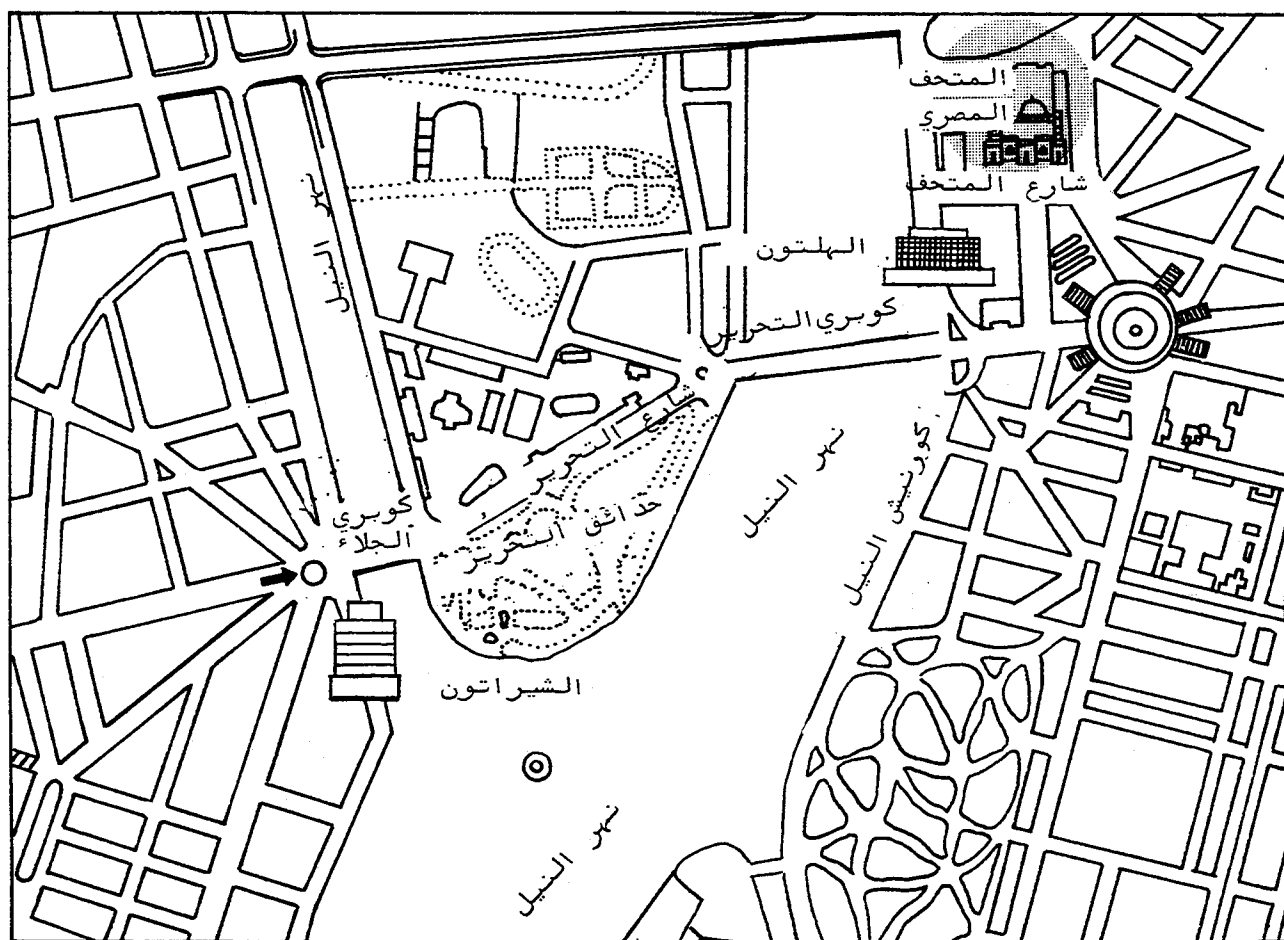 المتحف
المصري
شارع المتحف
الهلتون
كوبري التحرير
نهر النيل
شارع التحرير
حدائق التحرير
نهر النيل
كورنيش النيل
كوبري
الجلاء
الشيراتون
نهر النيل